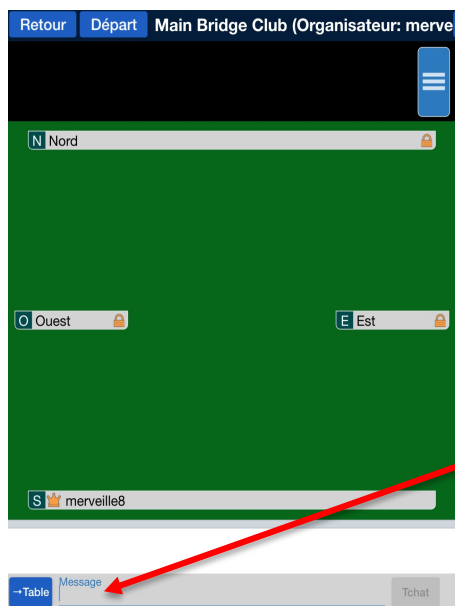 Retour Départ Main Bridge Club (Organisateur: merve
N Nord
O Ouest E Est
S merveille8
Message
→Table Tchat